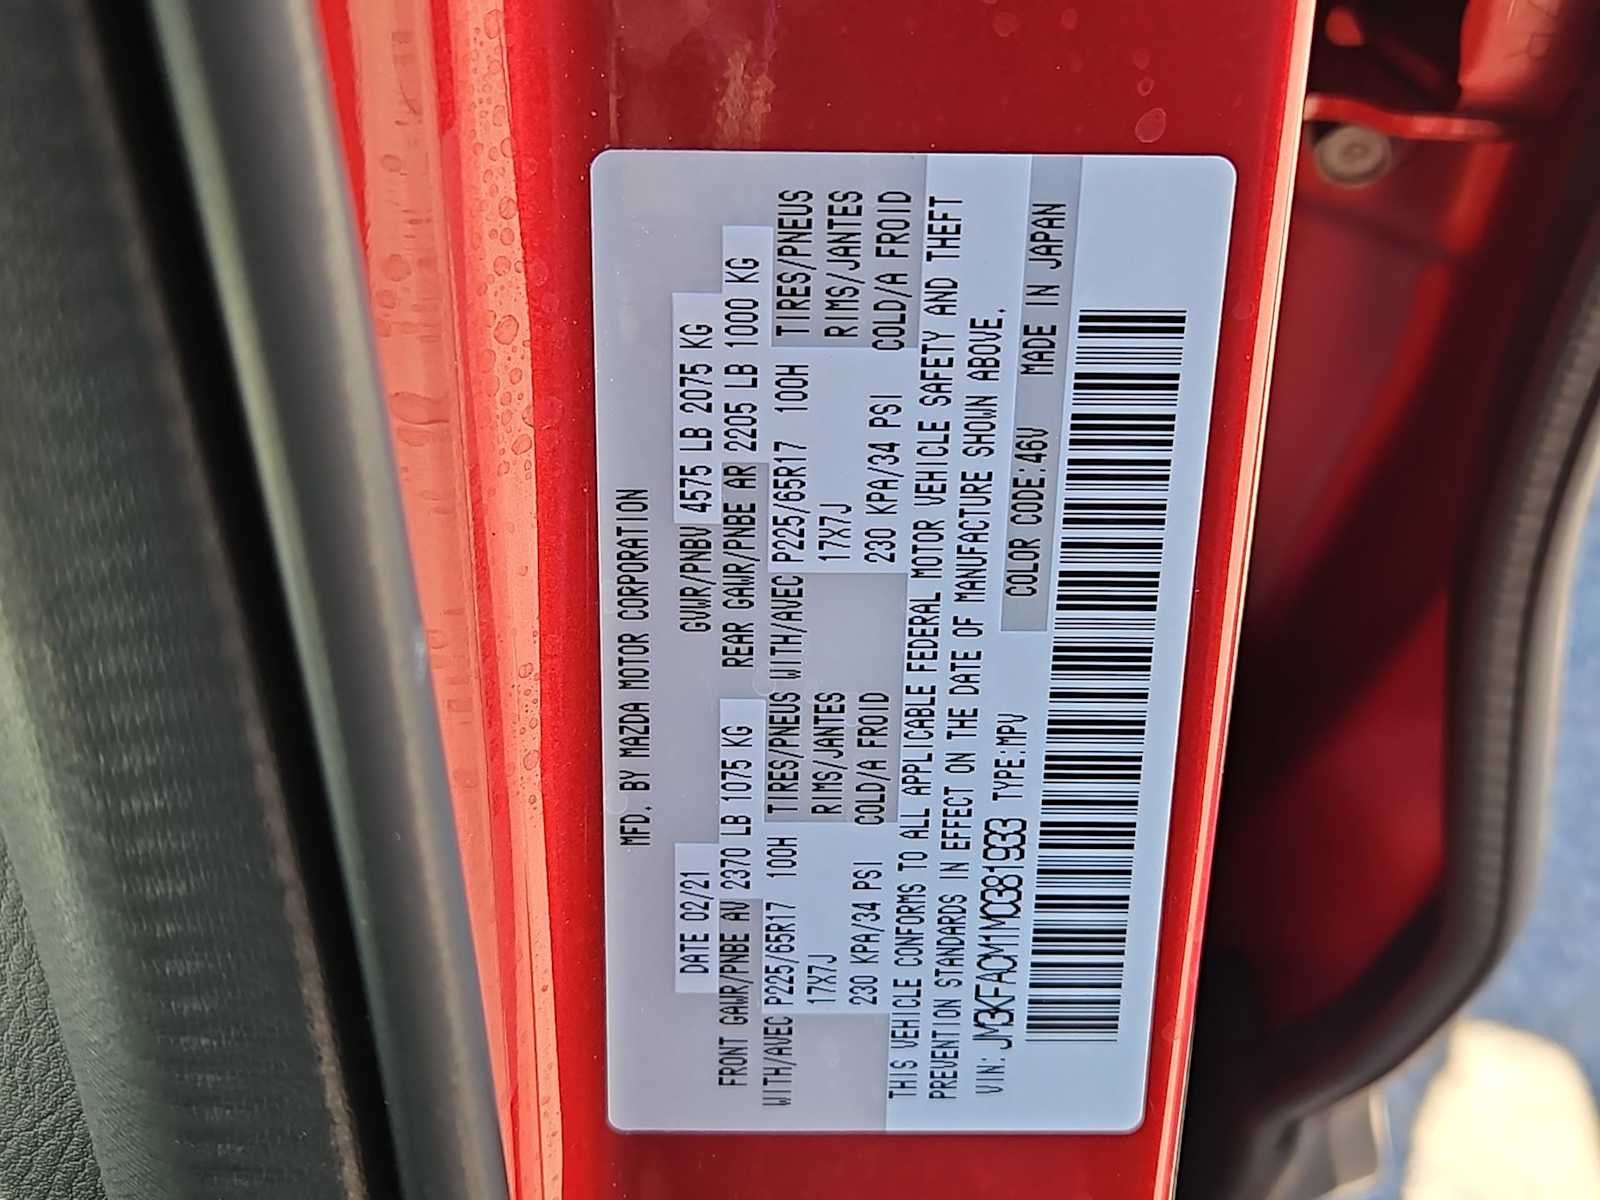 MFD. BY MAZDA MOTOR CORPORATION
DATE 02/21 GVWR/PNBV 4575 LB 2075 KG
FRONT GAWR/PNBE AV 2370 LB 1075 KG REAR GAWR/PNBE AR 2205 LB 1000 KG
WITH/AVEC P225/65R17 100H TIRES/PNEUS WITH/AVEC P225/65R17 100H TIRES/PNEUS
17X7J RIMS/JANTES 17X7J RIMS/JANTES
230 KPA/34 PSI COLD/A FROID 230 KPA/34 PSI COLD/A FROID
THIS VEHICLE CONFORMS TO ALL APPLICABLE FEDERAL MOTOR VEHICLE SAFETY AND THEFT
PREVENTION STANDARDS IN EFFECT ON THE DATE OF MANUFACTURE SHOWN ABOVE.
VIN: JM3KFACM1M0381933 TYPE:MPV COLOR CODE:46V MADE IN JAPAN